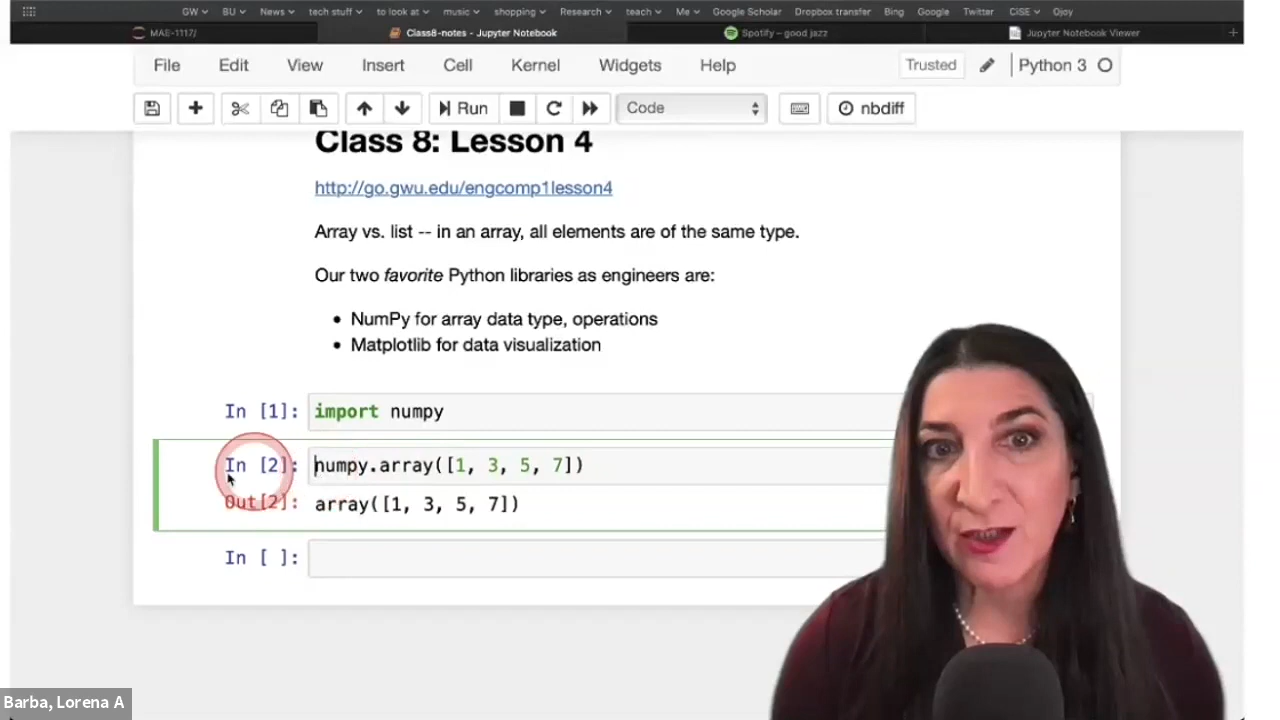 GW BU News tech stuff to look at music shopping Research teach Me Google Scholar Dropbox transfer Bing Google Twitter CISE Ojoy
MAE-1117/ Class8-notes - Jupyter Notebook Spotify – good jazz Jupyter Notebook Viewer +
File Edit View Insert Cell Kernel Widgets Help Trusted Python 3
Run Code nbdiff
Class 8: Lesson 4
http://go.gwu.edu/engcomp1lesson4
Array vs. list -- in an array, all elements are of the same type.
Our two favorite Python libraries as engineers are:
• NumPy for array data type, operations
• Matplotlib for data visualization
In [1]: import numpy
In [2]: numpy.array([1, 3, 5, 7])
Out[2]: array([1, 3, 5, 7])
In [ ]:
Barba, Lorena A